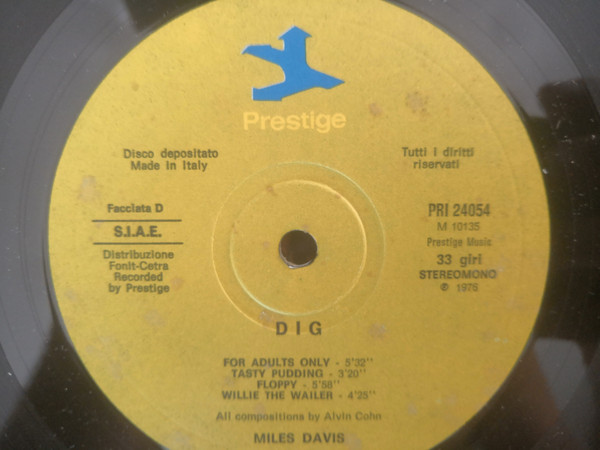 Prestige
Disco depositato
Made in Italy
Tutti i diritti
riservati
Facciata D
S.I.A.E.
Distribuzione
Fonit-Cetra
Recorded
by Prestige
PRI 24054
M 10135
Prestige Music
33 giri
STEREOMONO
℗ 1976
DIG
FOR ADULTS ONLY - 5'32''
TASTY PUDDING - 3'20''
FLOPPY - 5'58''
WILLIE THE WAILER - 4'25''
All compositions by Alvin Cohn
MILES DAVIS